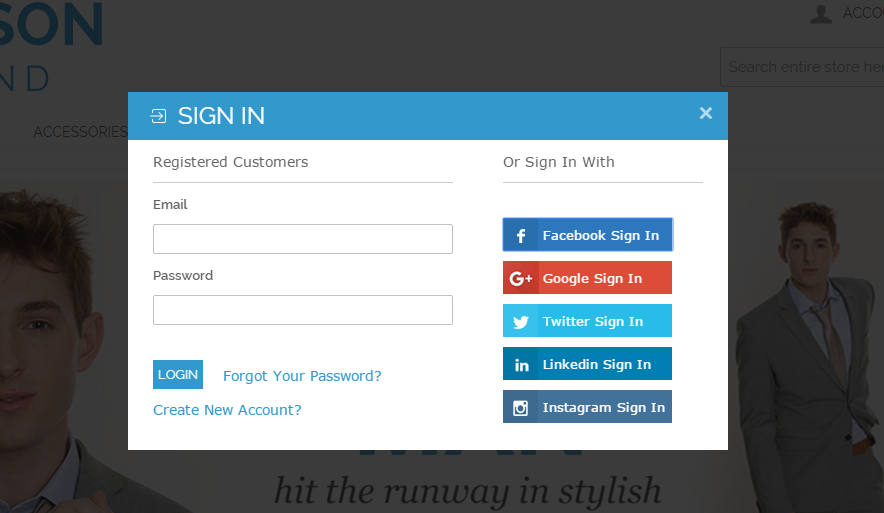 SON
ND
ACCO
Search entire store her
ACCESSORIES
SIGN IN
×
Registered Customers
Or Sign In With
Email
Password
f Facebook Sign In
G+ Google Sign In
Twitter Sign In
in Linkedin Sign In
Instagram Sign In
LOGIN
Forgot Your Password?
Create New Account?
hit the runway in stylish